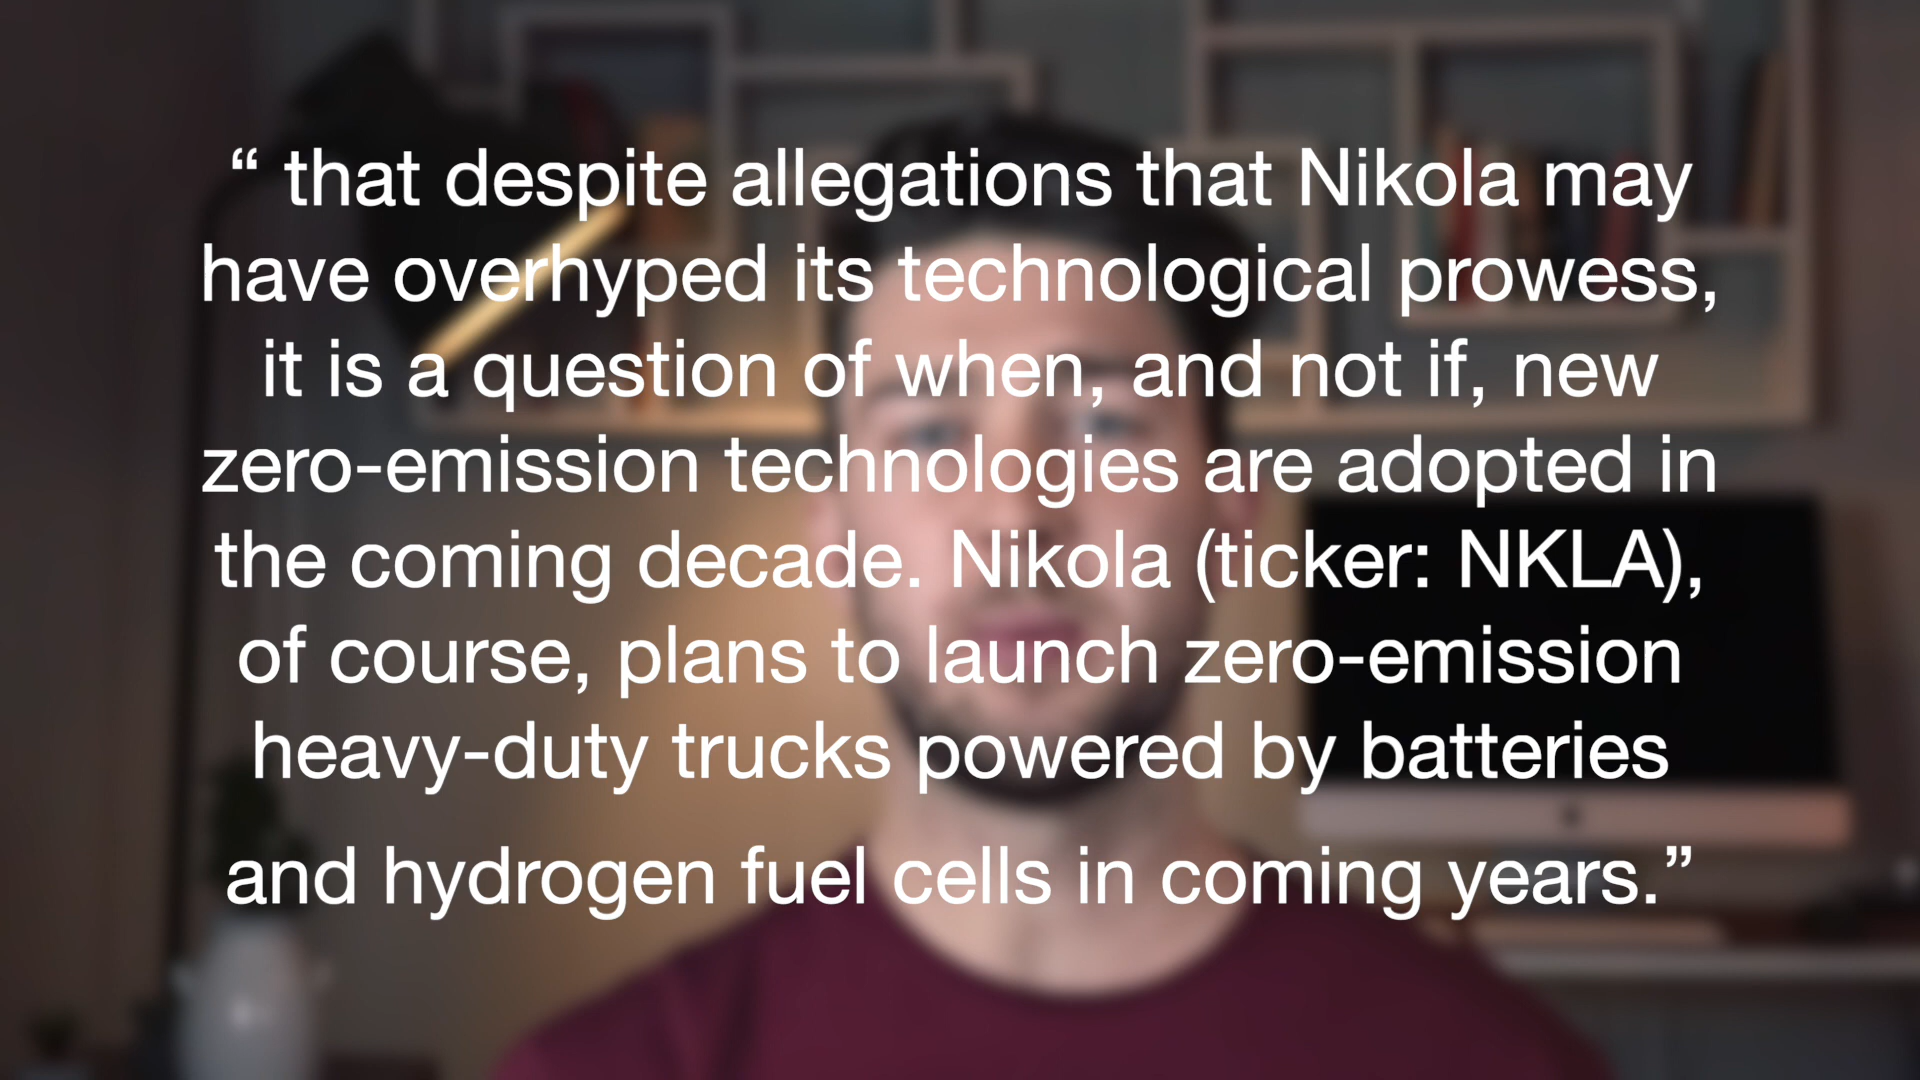 “ that despite allegations that Nikola may
have overhyped its technological prowess,
it is a question of when, and not if, new
zero-emission technologies are adopted in
the coming decade. Nikola (ticker: NKLA),
of course, plans to launch zero-emission
heavy-duty trucks powered by batteries
and hydrogen fuel cells in coming years.”